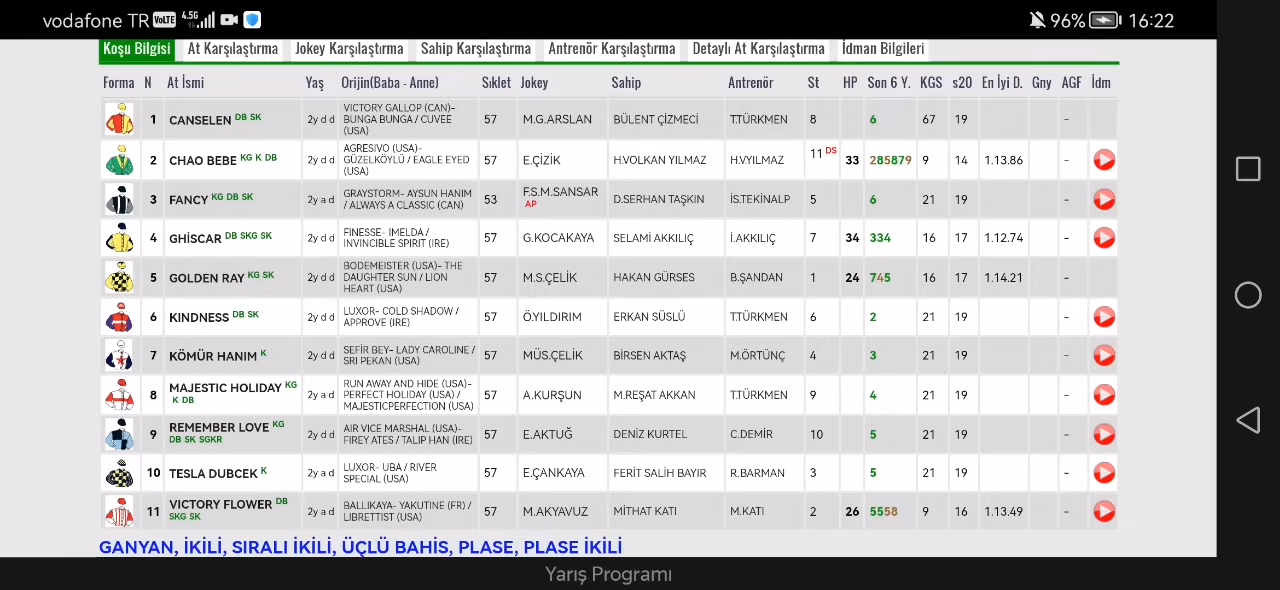 vodafone TR VoLTE 4.5G 96% 16:22
Koşu Bilgisi At Karşılaştırma Jokey Karşılaştırma Sahip Karşılaştırma Antrenör Karşılaştırma Detaylı At Karşılaştırma İdman Bilgileri
Forma N At İsmi Yaş Orijin(Baba - Anne) Sıklet Jokey Sahip Antrenör St HP Son 6 Y. KGS s20 En İyi D. Gny AGF İdm
1 CANSELEN DB SK 2y d d VICTORY GALLOP (CAN)- BUNGA BUNGA / CUVEE (USA) 57 M.G.ARSLAN BÜLENT ÇİZMECİ T.TÜRKMEN 8 6 67 19 -
2 CHAO BEBE KG K DB 2y d d AGRESIVO (USA)- GÜZELKÖYLÜ / EAGLE EYED (USA) 57 E.ÇİZİK H.VOLKAN YILMAZ H.V.YILMAZ 11 DS 33 285879 9 14 1.13.86 -
3 FANCY KG DB SK 2y a d GRAYSTORM- AYSUN HANIM / ALWAYS A CLASSIC (CAN) 53 F.S.M.SANSAR AP D.SERHAN TAŞKIN İS.TEKİNALP 5 6 21 19 -
4 GHİSCAR DB SKG SK 2y d d FINESSE- IMELDA / INVINCIBLE SPIRIT (IRE) 57 G.KOCAKAYA SELAMİ AKKILIÇ İ.AKKILIÇ 7 34 334 16 17 1.12.74 -
5 GOLDEN RAY KG SK 2y d d BODEMEISTER (USA)- THE DAUGHTER SUN / LION HEART (USA) 57 M.S.ÇELİK HAKAN GÜRSES B.ŞANDAN 1 24 745 16 17 1.14.21 -
6 KINDNESS DB SK 2y d d LUXOR- COLD SHADOW / APPROVE (IRE) 57 Ö.YILDIRIM ERKAN SÜSLÜ T.TÜRKMEN 6 2 21 19 -
7 KÖMÜR HANIM K 2y d d SEFİR BEY- LADY CAROLINE / SRI PEKAN (USA) 57 MÜS.ÇELİK BİRSEN AKTAŞ M.ÖRTÜNÇ 4 3 21 19 -
8 MAJESTIC HOLIDAY KG K DB 2y a d RUN AWAY AND HIDE (USA)- PERFECT HOLIDAY (USA) / MAJESTICPERFECTION (USA) 57 A.KURŞUN M.REŞAT AKKAN T.TÜRKMEN 9 4 21 19 -
9 REMEMBER LOVE KG DB SK SGKR 2y d d AIR VICE MARSHAL (USA)- FIREY ATES / TALIP HAN (IRE) 57 E.AKTUĞ DENİZ KURTEL C.DEMİR 10 5 21 19 -
10 TESLA DUBCEK K 2y a d LUXOR- UBA / RIVER SPECIAL (USA) 57 E.ÇANKAYA FERİT SALİH BAYIR R.BARMAN 3 5 21 19 -
11 VICTORY FLOWER DB SKG SK 2y a d BALLIKAYA- YAKUTINE (FR) / LIBRETTIST (USA) 57 M.AKYAVUZ MİTHAT KATI M.KATI 2 26 5558 9 16 1.13.49 -
GANYAN, İKİLİ, SIRALI İKİLİ, ÜÇLÜ BAHİS, PLASE, PLASE İKİLİ
Yarış Programı